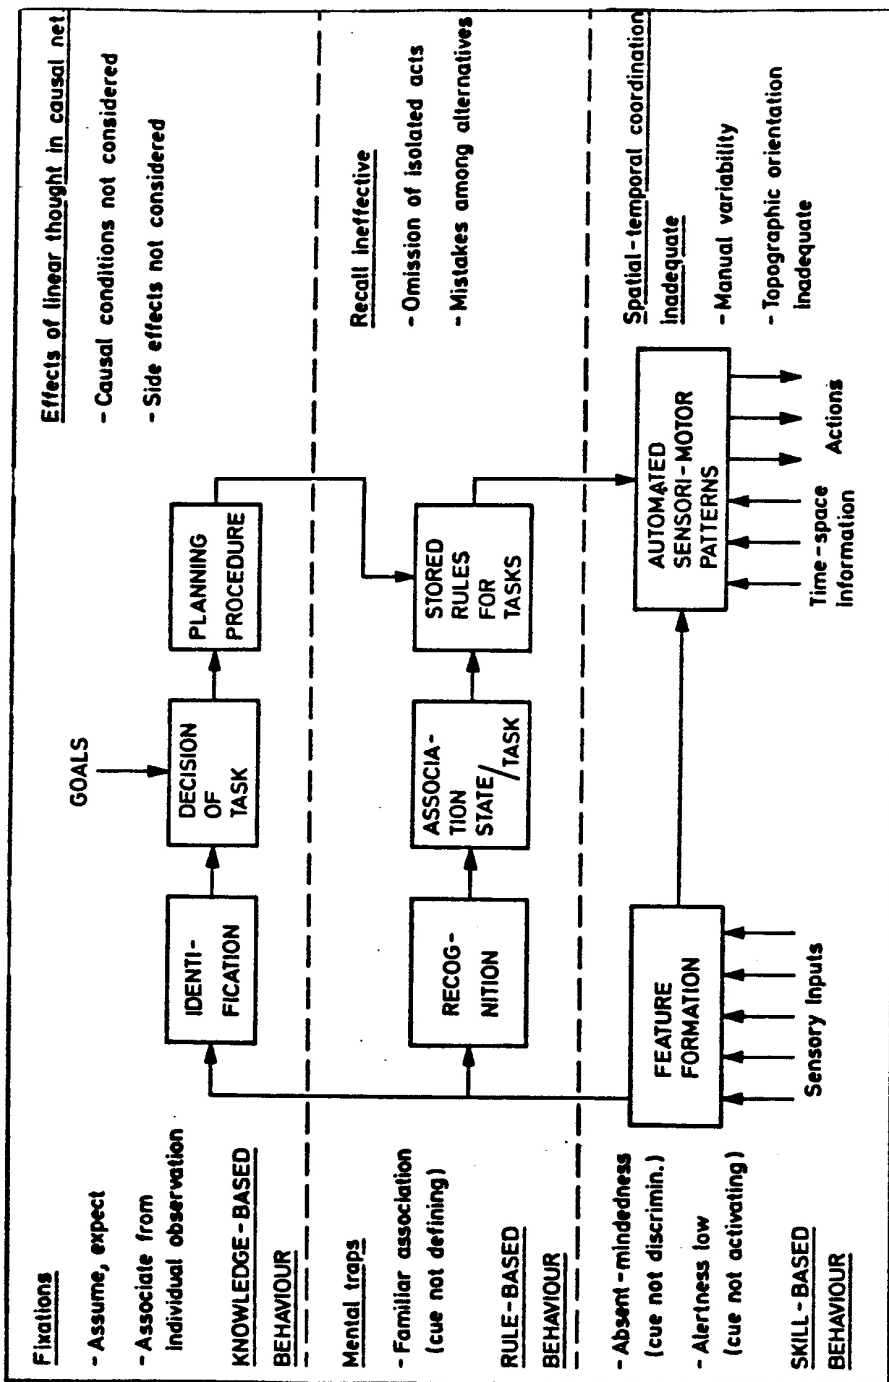 Fixations
- Assume, expect
- Associate from
individual observation
KNOWLEDGE-BASED
BEHAVIOUR
GOALS
IDENTI-
FICATION
DECISION
OF
TASK
PLANNING
PROCEDURE
Effects of linear thought in causal net
- Causal conditions not considered
- Side effects not considered
Mental traps
- Familiar association
(cue not defining)
RULE-BASED
BEHAVIOUR
RECOG-
NITION
ASSOCIA-
TION
STATE/TASK
STORED
RULES
FOR
TASKS
Recall ineffective
- Omission of isolated acts
- Mistakes among alternatives
- Absent-mindedness
(cue not discrimin.)
- Alertness low
(cue not activating)
SKILL-BASED
BEHAVIOUR
FEATURE
FORMATION
Sensory Inputs
AUTOMATED
SENSORI-MOTOR
PATTERNS
Time-space
information
Actions
Spatial-temporal coordination
inadequate
- Manual variability
- Topographic orientation
inadequate